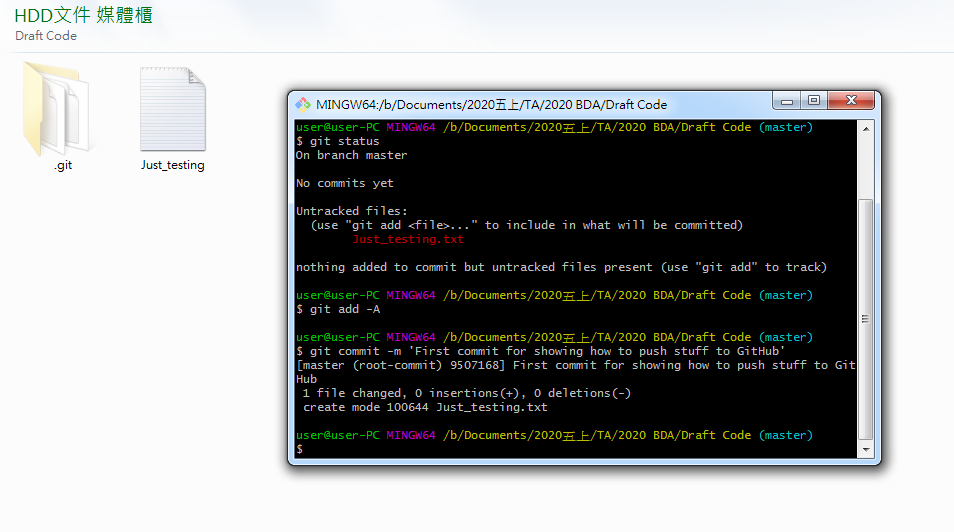 HDD文件 媒體櫃
Draft Code
.git
Just_testing
MINGW64:/b/Documents/2020五上/TA/2020 BDA/Draft Code
user@user-PC MINGW64 /b/Documents/2020五上/TA/2020 BDA/Draft Code (master)
$ git status
On branch master
No commits yet
Untracked files:
(use "git add <file>..." to include in what will be committed)
Just_testing.txt
nothing added to commit but untracked files present (use "git add" to track)
user@user-PC MINGW64 /b/Documents/2020五上/TA/2020 BDA/Draft Code (master)
$ git add -A
user@user-PC MINGW64 /b/Documents/2020五上/TA/2020 BDA/Draft Code (master)
$ git commit -m 'First commit for showing how to push stuff to GitHub'
[master (root-commit) 9507168] First commit for showing how to push stuff to Git
Hub
1 file changed, 0 insertions(+), 0 deletions(-)
create mode 100644 Just_testing.txt
user@user-PC MINGW64 /b/Documents/2020五上/TA/2020 BDA/Draft Code (master)
$